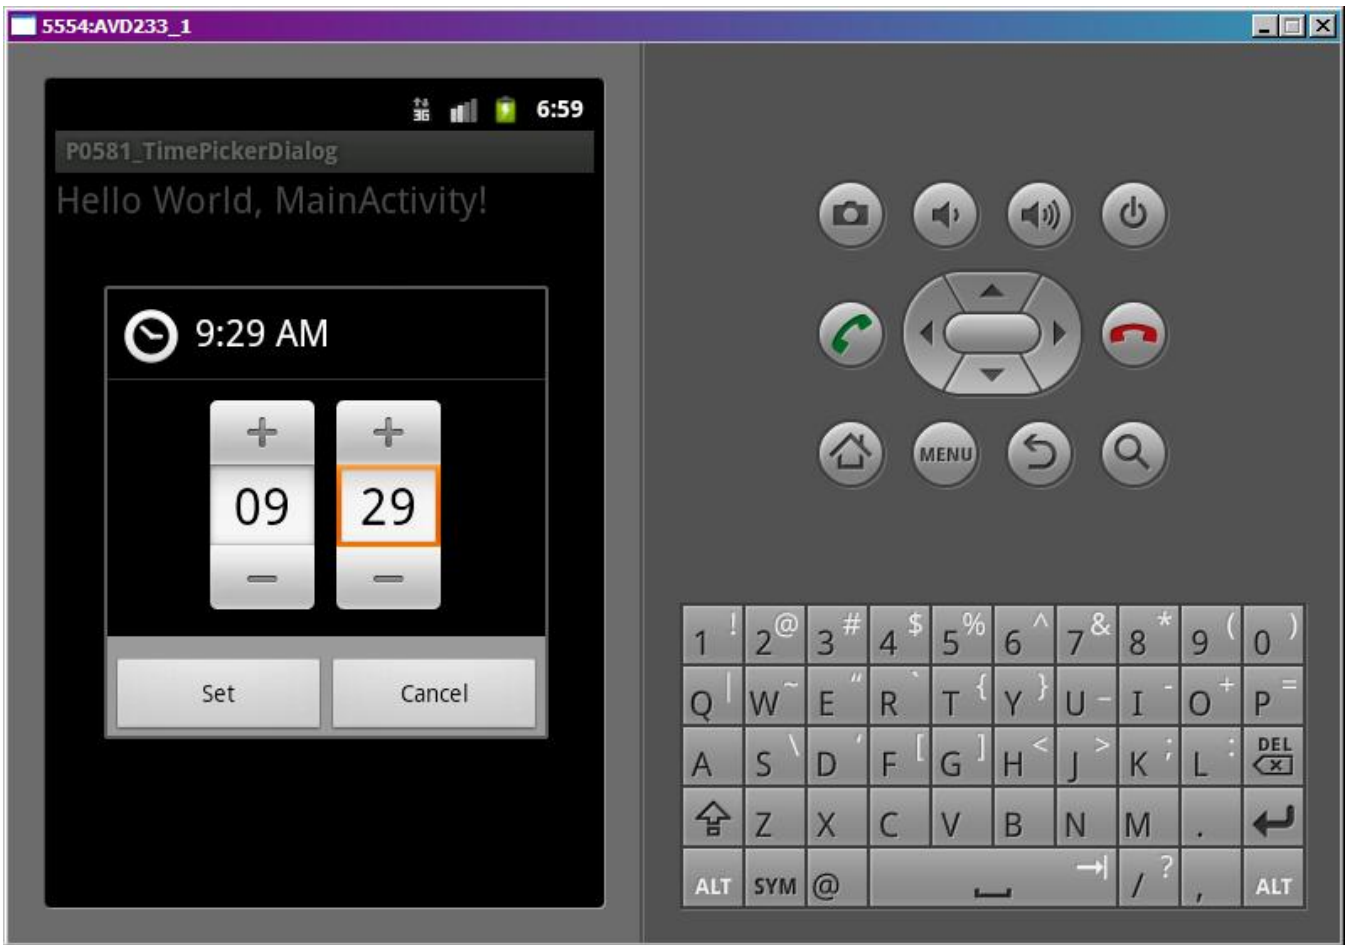 5554:AVD233_1
3G 6:59
P0581_TimePickerDialog
Hello World, MainActivity!
9:29 AM
+ +
09 29
− −
Set Cancel
MENU
1 ! 2 @ 3 # 4 $ 5 % 6 ^ 7 & 8 * 9 ( 0 )
Q | W ~ E " R ` T { Y } U _ I - O + P =
A S \ D ' F [ G ] H < J > K ; L : DEL
Z X C V B N M .
ALT SYM @ / ? , ALT